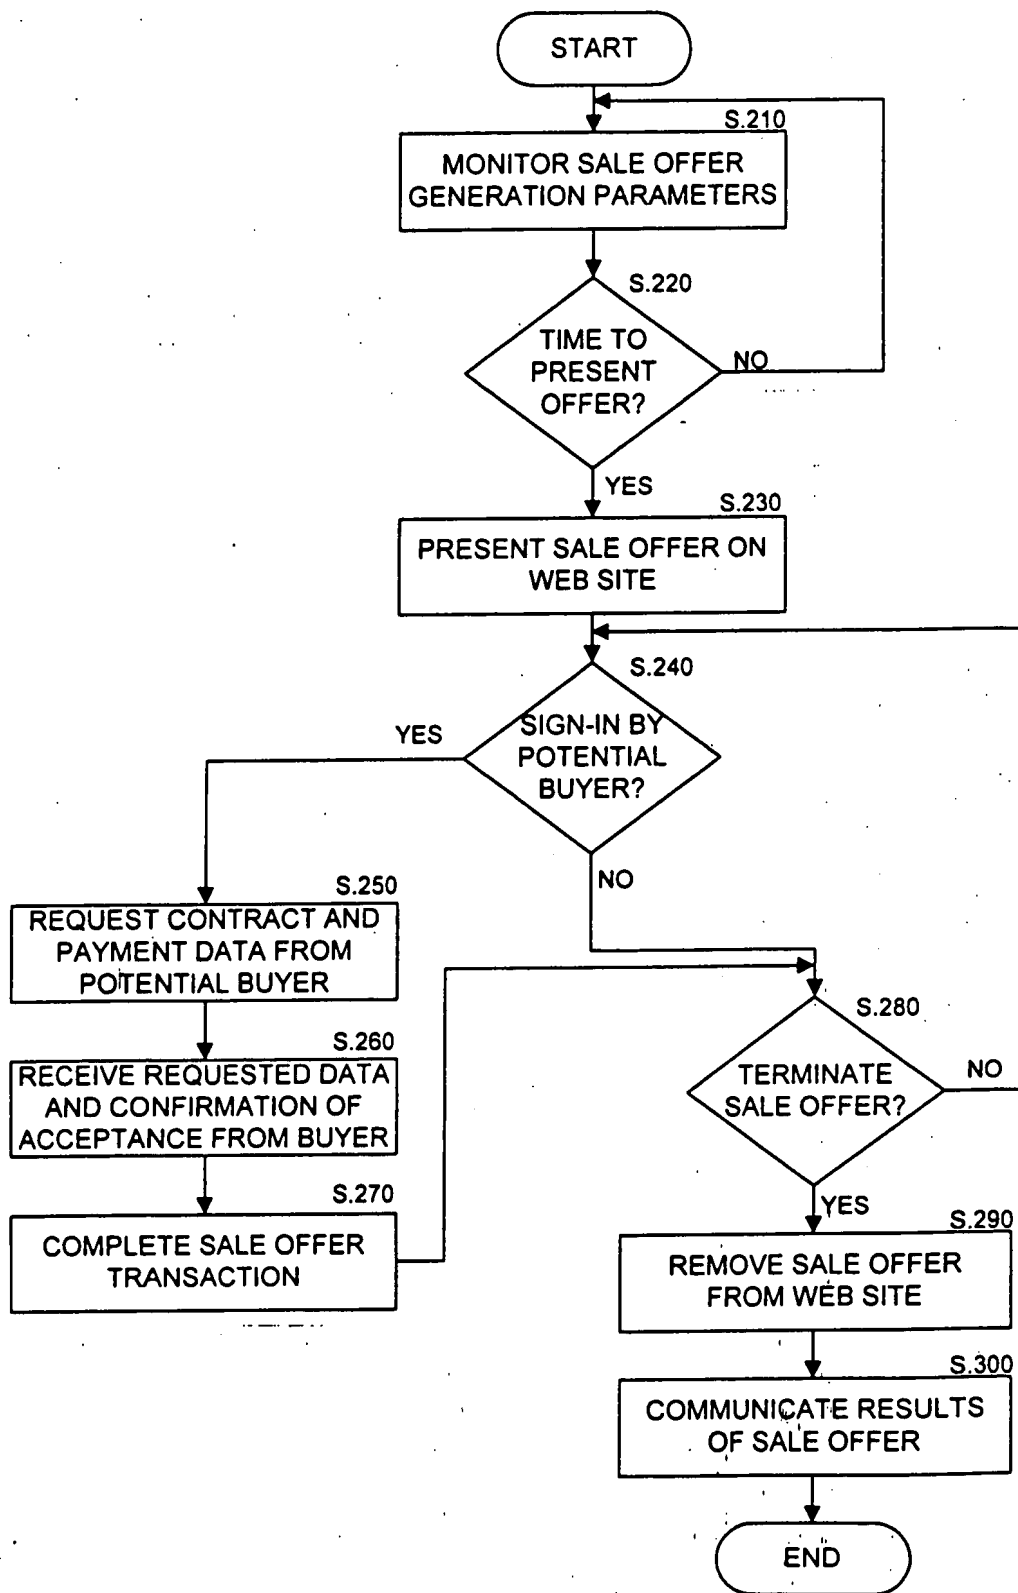 START
S.210
MONITOR SALE OFFER
GENERATION PARAMETERS
S.220
TIME TO
PRESENT
OFFER?
NO
YES
S.230
PRESENT SALE OFFER ON
WEB SITE
S.240
SIGN-IN BY
POTENTIAL
BUYER?
YES
NO
S.250
REQUEST CONTRACT AND
PAYMENT DATA FROM
POTENTIAL BUYER
S.260
RECEIVE REQUESTED DATA
AND CONFIRMATION OF
ACCEPTANCE FROM BUYER
S.270
COMPLETE SALE OFFER
TRANSACTION
S.280
TERMINATE
SALE OFFER?
NO
YES
S.290
REMOVE SALE OFFER
FROM WEB SITE
S.300
COMMUNICATE RESULTS
OF SALE OFFER
END